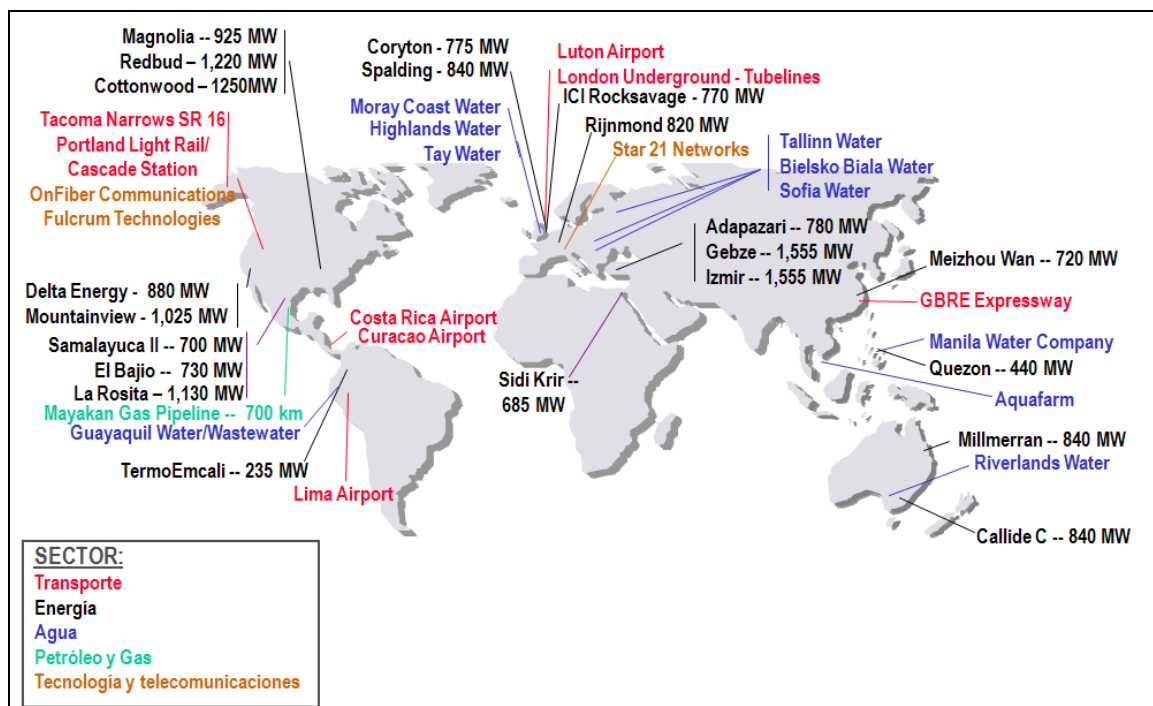 Magnolia -- 925 MW
Redbud – 1,220 MW
Cottonwood – 1250MW
Tacoma Narrows SR 16
Portland Light Rail/
Cascade Station
OnFiber Communications
Fulcrum Technologies
Coryton - 775 MW
Spalding - 840 MW
Moray Coast Water
Highlands Water
Tay Water
Luton Airport
London Underground - Tubelines
ICI Rocksavage - 770 MW
Rijnmond 820 MW
Star 21 Networks
Tallinn Water
Bielsko Biala Water
Sofia Water
Adapazari -- 780 MW
Gebze -- 1,555 MW
Izmir -- 1,555 MW
Meizhou Wan -- 720 MW
GBRE Expressway
Manila Water Company
Quezon -- 440 MW
Aquafarm
Delta Energy - 880 MW
Mountainview - 1,025 MW
Samalayuca II -- 700 MW
El Bajio -- 730 MW
La Rosita – 1,130 MW
Mayakan Gas Pipeline -- 700 km
Guayaquil Water/Wastewater
TermoEmcali -- 235 MW
Costa Rica Airport
Curacao Airport
Lima Airport
Sidi Krir --
685 MW
Millmerran -- 840 MW
Riverlands Water
Callide C -- 840 MW
SECTOR:
Transporte
Energía
Agua
Petróleo y Gas
Tecnología y telecomunicaciones